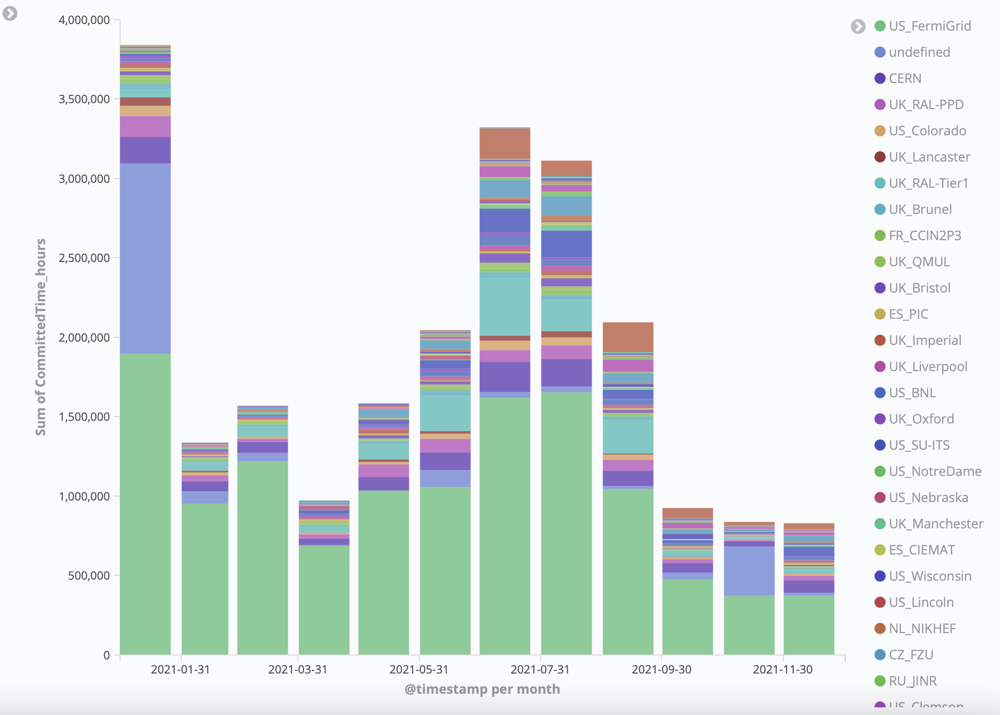 4,000,000
3,500,000
3,000,000
2,500,000
2,000,000
1,500,000
1,000,000
500,000
0
Sum of CommittedTime_hours
2021-01-31
2021-03-31
2021-05-31
2021-07-31
2021-09-30
2021-11-30
@timestamp per month
US_FermiGrid
undefined
CERN
UK_RAL-PPD
US_Colorado
UK_Lancaster
UK_RAL-Tier1
UK_Brunel
FR_CCIN2P3
UK_QMUL
UK_Bristol
ES_PIC
UK_Imperial
UK_Liverpool
US_BNL
UK_Oxford
US_SU-ITS
US_NotreDame
US_Nebraska
UK_Manchester
ES_CIEMAT
US_Wisconsin
US_Lincoln
NL_NIKHEF
CZ_FZU
RU_JINR
US_Clemson